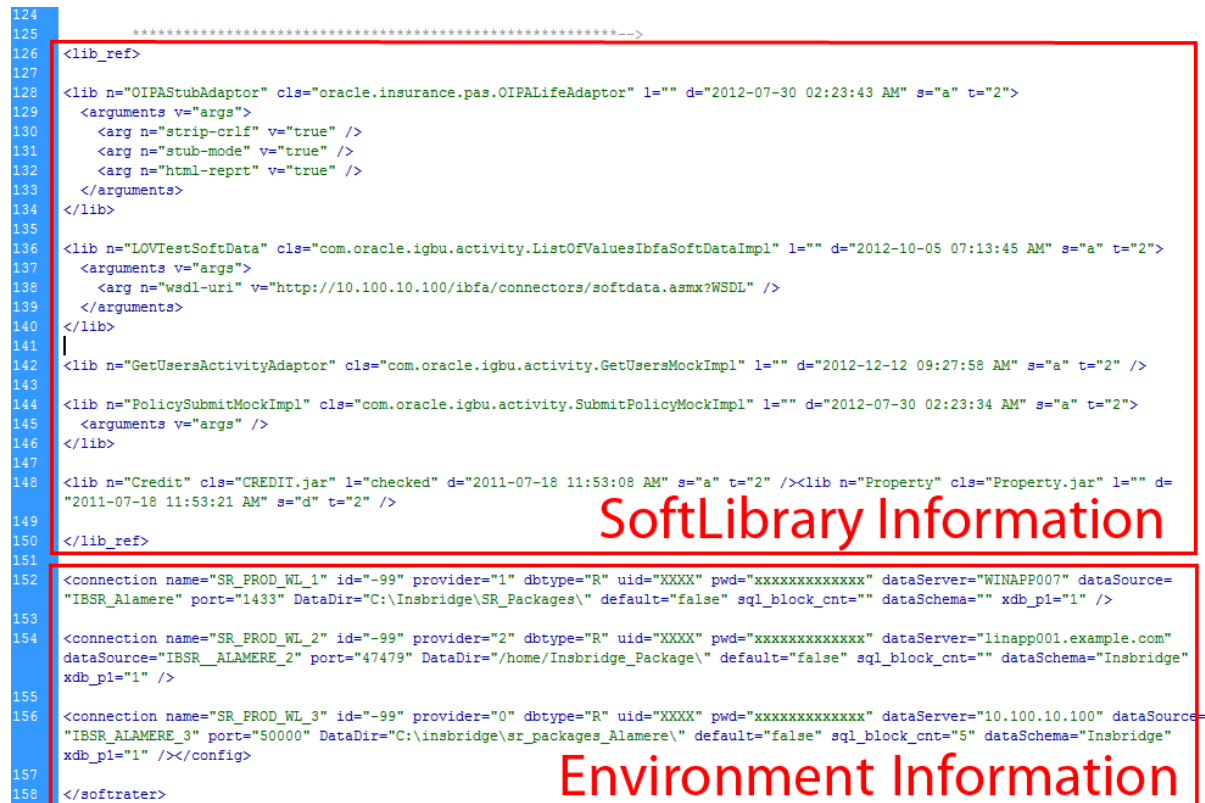 124
125 *********************************************************-->
126 <lib_ref>
127
128 <lib n="OIPAStubAdaptor" cls="oracle.insurance.pas.OIPALifeAdaptor" l="" d="2012-07-30 02:23:43 AM" s="a" t="2">
129 <arguments v="args">
130 <arg n="strip-crlf" v="true" />
131 <arg n="stub-mode" v="true" />
132 <arg n="html-reprt" v="true" />
133 </arguments>
134 </lib>
135
136 <lib n="LOVTestSoftData" cls="com.oracle.igbu.activity.ListOfValuesIbfaSoftDataImpl" l="" d="2012-10-05 07:13:45 AM" s="a" t="2">
137 <arguments v="args">
138 <arg n="wsdl-uri" v="http://10.100.10.100/ibfa/connectors/softdata.asmx?WSDL" />
139 </arguments>
140 </lib>
141
142 <lib n="GetUsersActivityAdaptor" cls="com.oracle.igbu.activity.GetUsersMockImpl" l="" d="2012-12-12 09:27:58 AM" s="a" t="2" />
143
144 <lib n="PolicySubmitMockImpl" cls="com.oracle.igbu.activity.SubmitPolicyMockImpl" l="" d="2012-07-30 02:23:34 AM" s="a" t="2">
145 <arguments v="args" />
146 </lib>
147
148 <lib n="Credit" cls="CREDIT.jar" l="checked" d="2011-07-18 11:53:08 AM" s="a" t="2" /><lib n="Property" cls="Property.jar" l="" d=
"2011-07-18 11:53:21 AM" s="d" t="2" />
SoftLibrary Information
149
150 </lib_ref>
151
152 <connection name="SR_PROD_WL_1" id="-99" provider="1" dbtype="R" uid="XXXX" pwd="xxxxxxxxxxxxx" dataServer="WINAPP007" dataSource=
"IBSR_Alamere" port="1433" DataDir="C:\Insbridge\SR_Packages\" default="false" sql_block_cnt="" dataSchema="" xdb_p1="1" />
153
154 <connection name="SR_PROD_WL_2" id="-99" provider="2" dbtype="R" uid="XXXX" pwd="xxxxxxxxxxxxx" dataServer="linapp001.example.com"
dataSource="IBSR__ALAMERE_2" port="47479" DataDir="/home/Insbridge_Package\" default="false" sql_block_cnt="" dataSchema="Insbridge"
xdb_p1="1" />
155
156 <connection name="SR_PROD_WL_3" id="-99" provider="0" dbtype="R" uid="XXXX" pwd="xxxxxxxxxxxxx" dataServer="10.100.10.100" dataSource=
"IBSR_ALAMERE_3" port="50000" DataDir="C:\insbridge\sr_packages_Alamere\" default="false" sql_block_cnt="5" dataSchema="Insbridge"
xdb_p1="1" /></config>
Environment Information
157
158 </softrater>